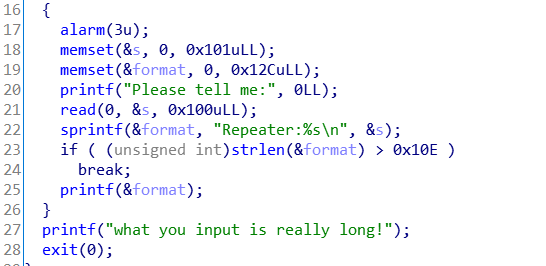 16 {
17 alarm(3u);
18 memset(&s, 0, 0x101uLL);
19 memset(&format, 0, 0x12CuLL);
20 printf("Please tell me:", 0LL);
21 read(0, &s, 0x100uLL);
22 sprintf(&format, "Repeater:%s\n", &s);
23 if ( (unsigned int)strlen(&format) > 0x10E )
24 break;
25 printf(&format);
26 }
27 printf("what you input is really long!");
28 exit(0);